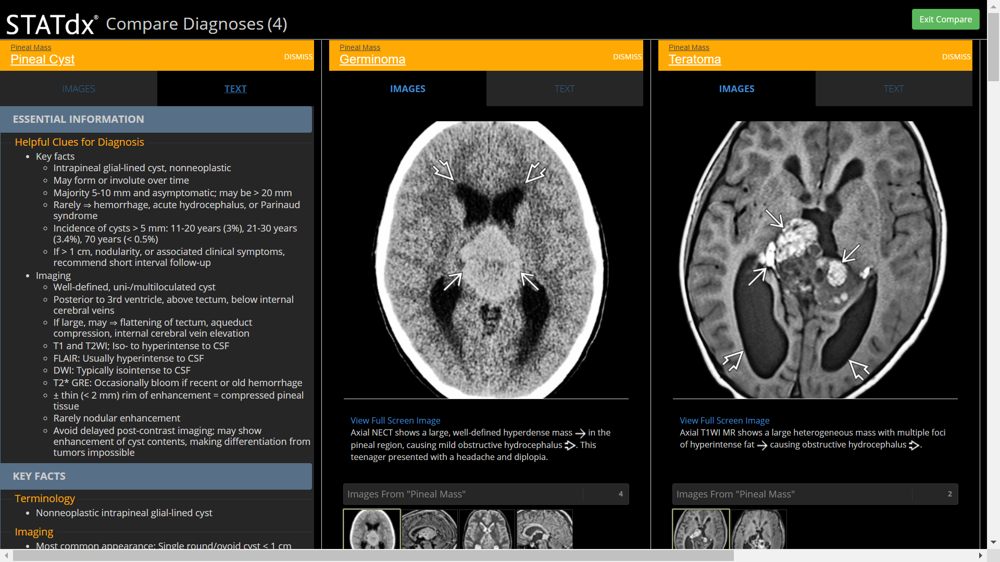 STATdx® Compare Diagnoses (4)
Exit Compare
Pineal Mass
Pineal Cyst
DISMISS
IMAGES
TEXT
ESSENTIAL INFORMATION
Helpful Clues for Diagnosis
• Key facts
◦ Intrapineal glial-lined cyst, nonneoplastic
◦ May form or involute over time
◦ Majority 5-10 mm and asymptomatic; may be > 20 mm
◦ Rarely ⇒ hemorrhage, acute hydrocephalus, or Parinaud
syndrome
◦ Incidence of cysts > 5 mm: 11-20 years (3%), 21-30 years
(3.4%), 70 years (< 0.5%)
◦ If > 1 cm, nodularity, or associated clinical symptoms,
recommend short interval follow-up
• Imaging
◦ Well-defined, uni-/multiloculated cyst
◦ Posterior to 3rd ventricle, above tectum, below internal
cerebral veins
◦ If large, may ⇒ flattening of tectum, aqueduct
compression, internal cerebral vein elevation
◦ T1 and T2WI; Iso- to hyperintense to CSF
◦ FLAIR: Usually hyperintense to CSF
◦ DWI: Typically isointense to CSF
◦ T2* GRE: Occasionally bloom if recent or old hemorrhage
◦ ± thin (< 2 mm) rim of enhancement = compressed pineal
tissue
◦ Rarely nodular enhancement
◦ Avoid delayed post-contrast imaging; may show
enhancement of cyst contents, making differentiation from
tumors impossible
KEY FACTS
Terminology
• Nonneoplastic intrapineal glial-lined cyst
Imaging
• Most common appearance: Single round/ovoid cyst < 1 cm
Pineal Mass
Germinoma
DISMISS
IMAGES
TEXT
View Full Screen Image
Axial NECT shows a large, well-defined hyperdense mass → in the
pineal region, causing mild obstructive hydrocephalus ⇨. This
teenager presented with a headache and diplopia.
Images From "Pineal Mass"
4
Pineal Mass
Teratoma
DISMISS
IMAGES
TEXT
View Full Screen Image
Axial T1WI MR shows a large heterogeneous mass with multiple foci
of hyperintense fat → causing obstructive hydrocephalus ⇨.
Images From "Pineal Mass"
2